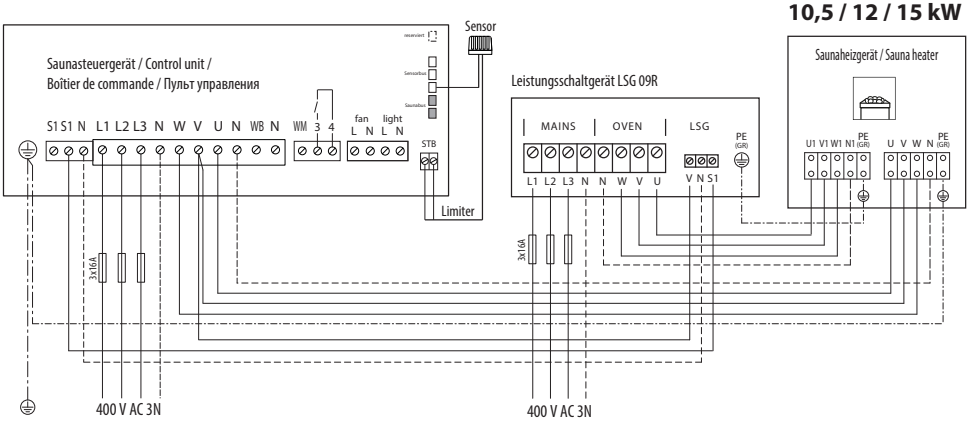 10,5 / 12 / 15 kW
Sensor
reserviert
Saunasteuergerät / Control unit /
Boîtier de commande / Пульт управления
Sensorbus
Saunabus
Saunaheizgerät / Sauna heater
Leistungsschaltgerät LSG 09R
S1 S1 N L1 L2 L3 N W V U N WB N WM 3 4
fan light
L N L N
STB
Limiter
MAINS OVEN LSG
PE
(GR)
L1 L2 L3 N N W V U V N S1
U1 V1 W1 N1 PE
(GR)
U V W N PE
(GR)
3x16A
3x16A
400 V AC 3N
400 V AC 3N